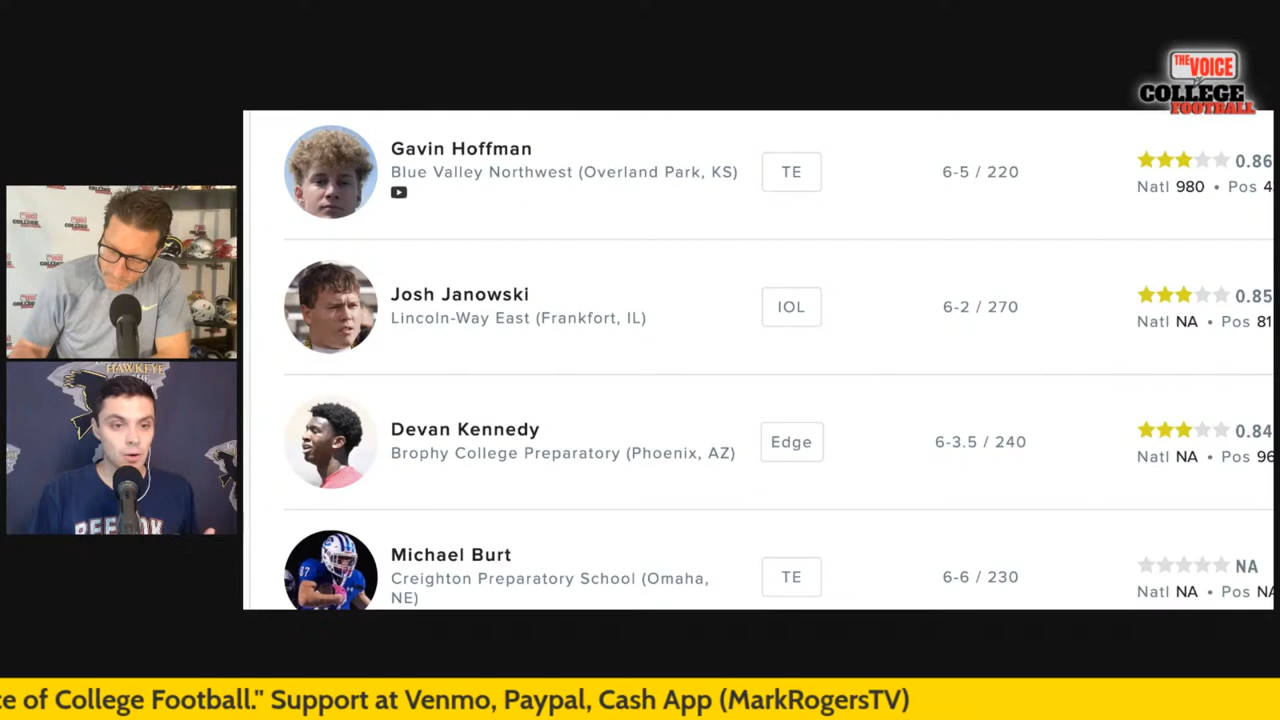 THE VOICE
of
COLLEGE
FOOTBALL
Gavin Hoffman
Blue Valley Northwest (Overland Park, KS)
TE
6-5 / 220
0.86
Natl 980 • Pos 4
Josh Janowski
Lincoln-Way East (Frankfort, IL)
IOL
6-2 / 270
0.85
Natl NA • Pos 81
Devan Kennedy
Brophy College Preparatory (Phoenix, AZ)
Edge
6-3.5 / 240
0.84
Natl NA • Pos 96
Michael Burt
Creighton Preparatory School (Omaha,
NE)
TE
6-6 / 230
NA
Natl NA • Pos NA
HAWKEYE
ce of College Football." Support at Venmo, Paypal, Cash App (MarkRogersTV)